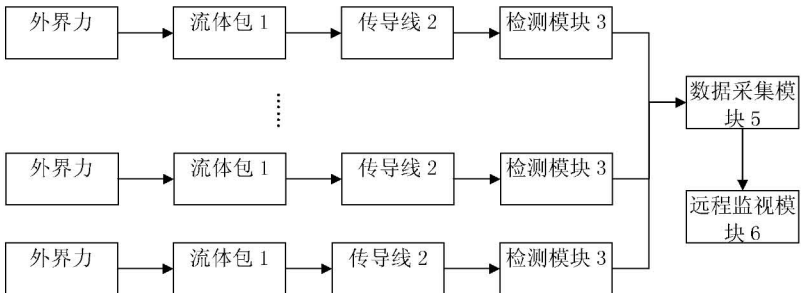 外界力
流体包 1
传导线 2
检测模块 3
数据采集模
块 5
……
外界力
流体包 1
传导线 2
检测模块 3
远程监视模
块 6
外界力
流体包 1
传导线 2
检测模块 3